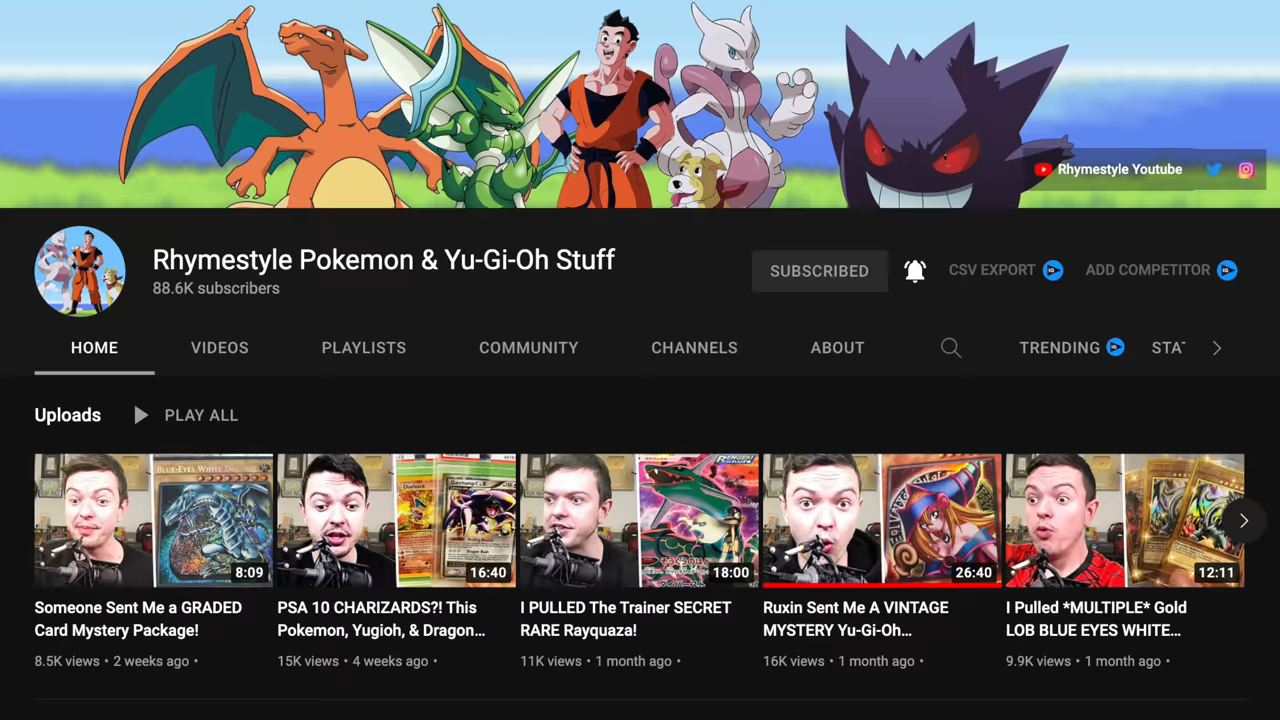 Rhymestyle Youtube
Rhymestyle Pokemon & Yu-Gi-Oh Stuff
88.6K subscribers
SUBSCRIBED
CSV EXPORT
ADD COMPETITOR
HOME
VIDEOS
PLAYLISTS
COMMUNITY
CHANNELS
ABOUT
TRENDING
STAT
Uploads
PLAY ALL
BLUE-EYES WHITE DRAGON
8:09
16:40
18:00
26:40
12:11
Someone Sent Me a GRADED
Card Mystery Package!
8.5K views • 2 weeks ago •
PSA 10 CHARIZARDS?! This
Pokemon, Yugioh, & Dragon...
15K views • 4 weeks ago •
I PULLED The Trainer SECRET
RARE Rayquaza!
11K views • 1 month ago •
Ruxin Sent Me A VINTAGE
MYSTERY Yu-Gi-Oh...
16K views • 1 month ago •
I Pulled *MULTIPLE* Gold
LOB BLUE EYES WHITE...
9.9K views • 1 month ago •